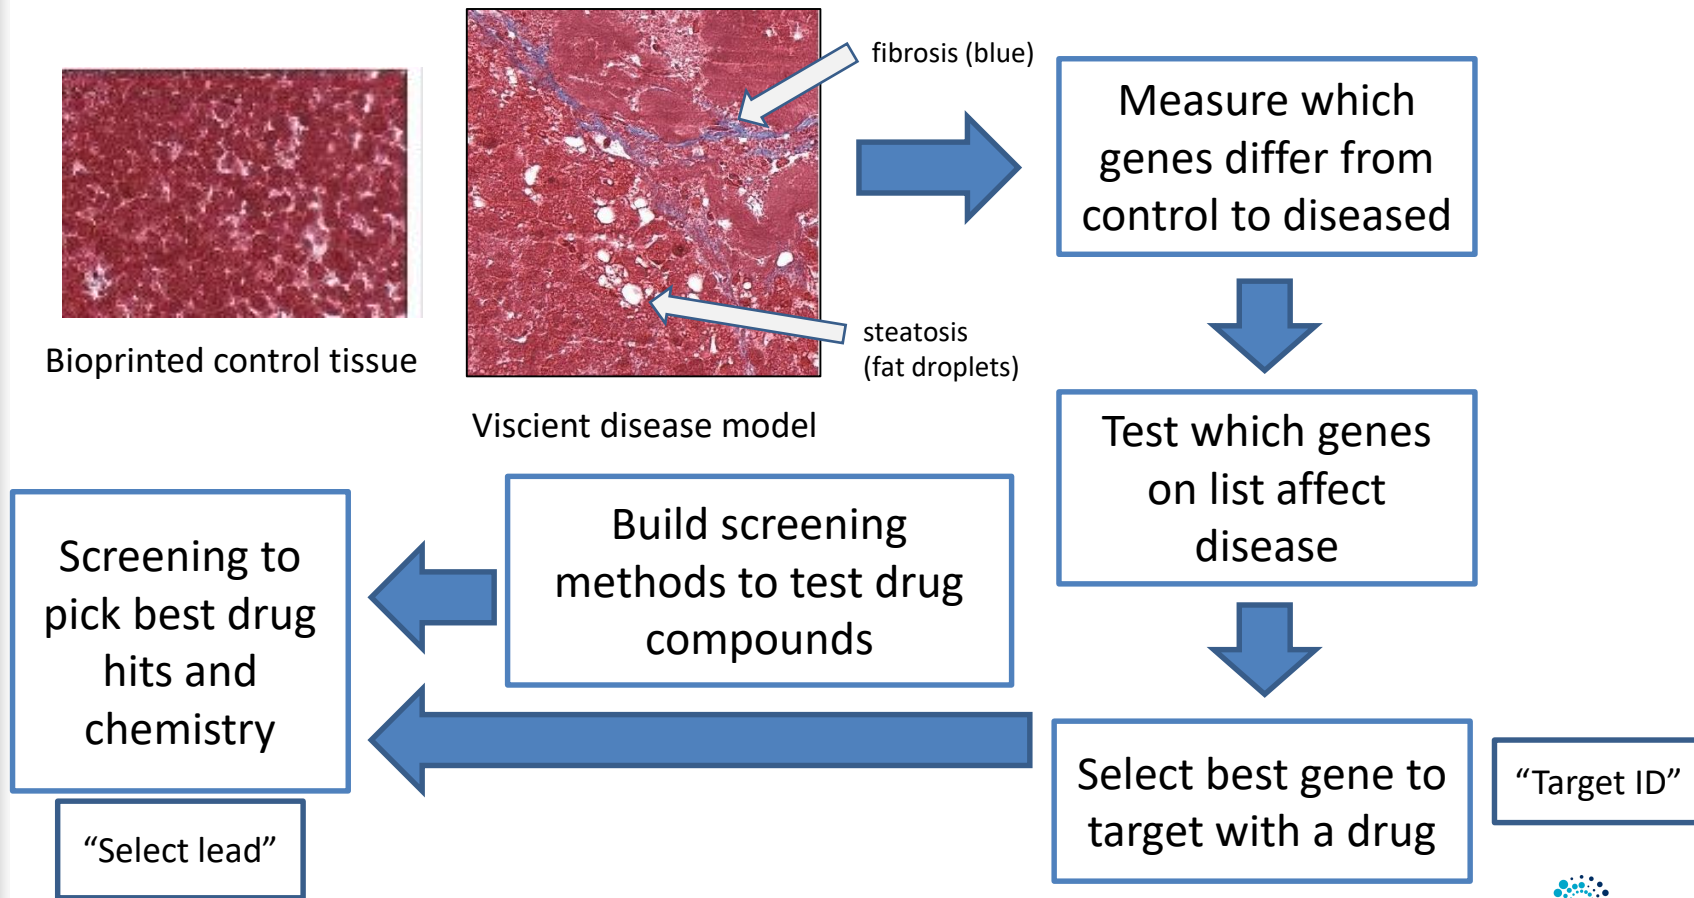 fibrosis (blue)
Bioprinted control tissue
steatosis
(fat droplets)
Viscient disease model
Measure which
genes differ from
control to diseased
Test which genes
on list affect
disease
Select best gene to
target with a drug
“Target ID”
Build screening
methods to test drug
compounds
Screening to
pick best drug
hits and
chemistry
“Select lead”